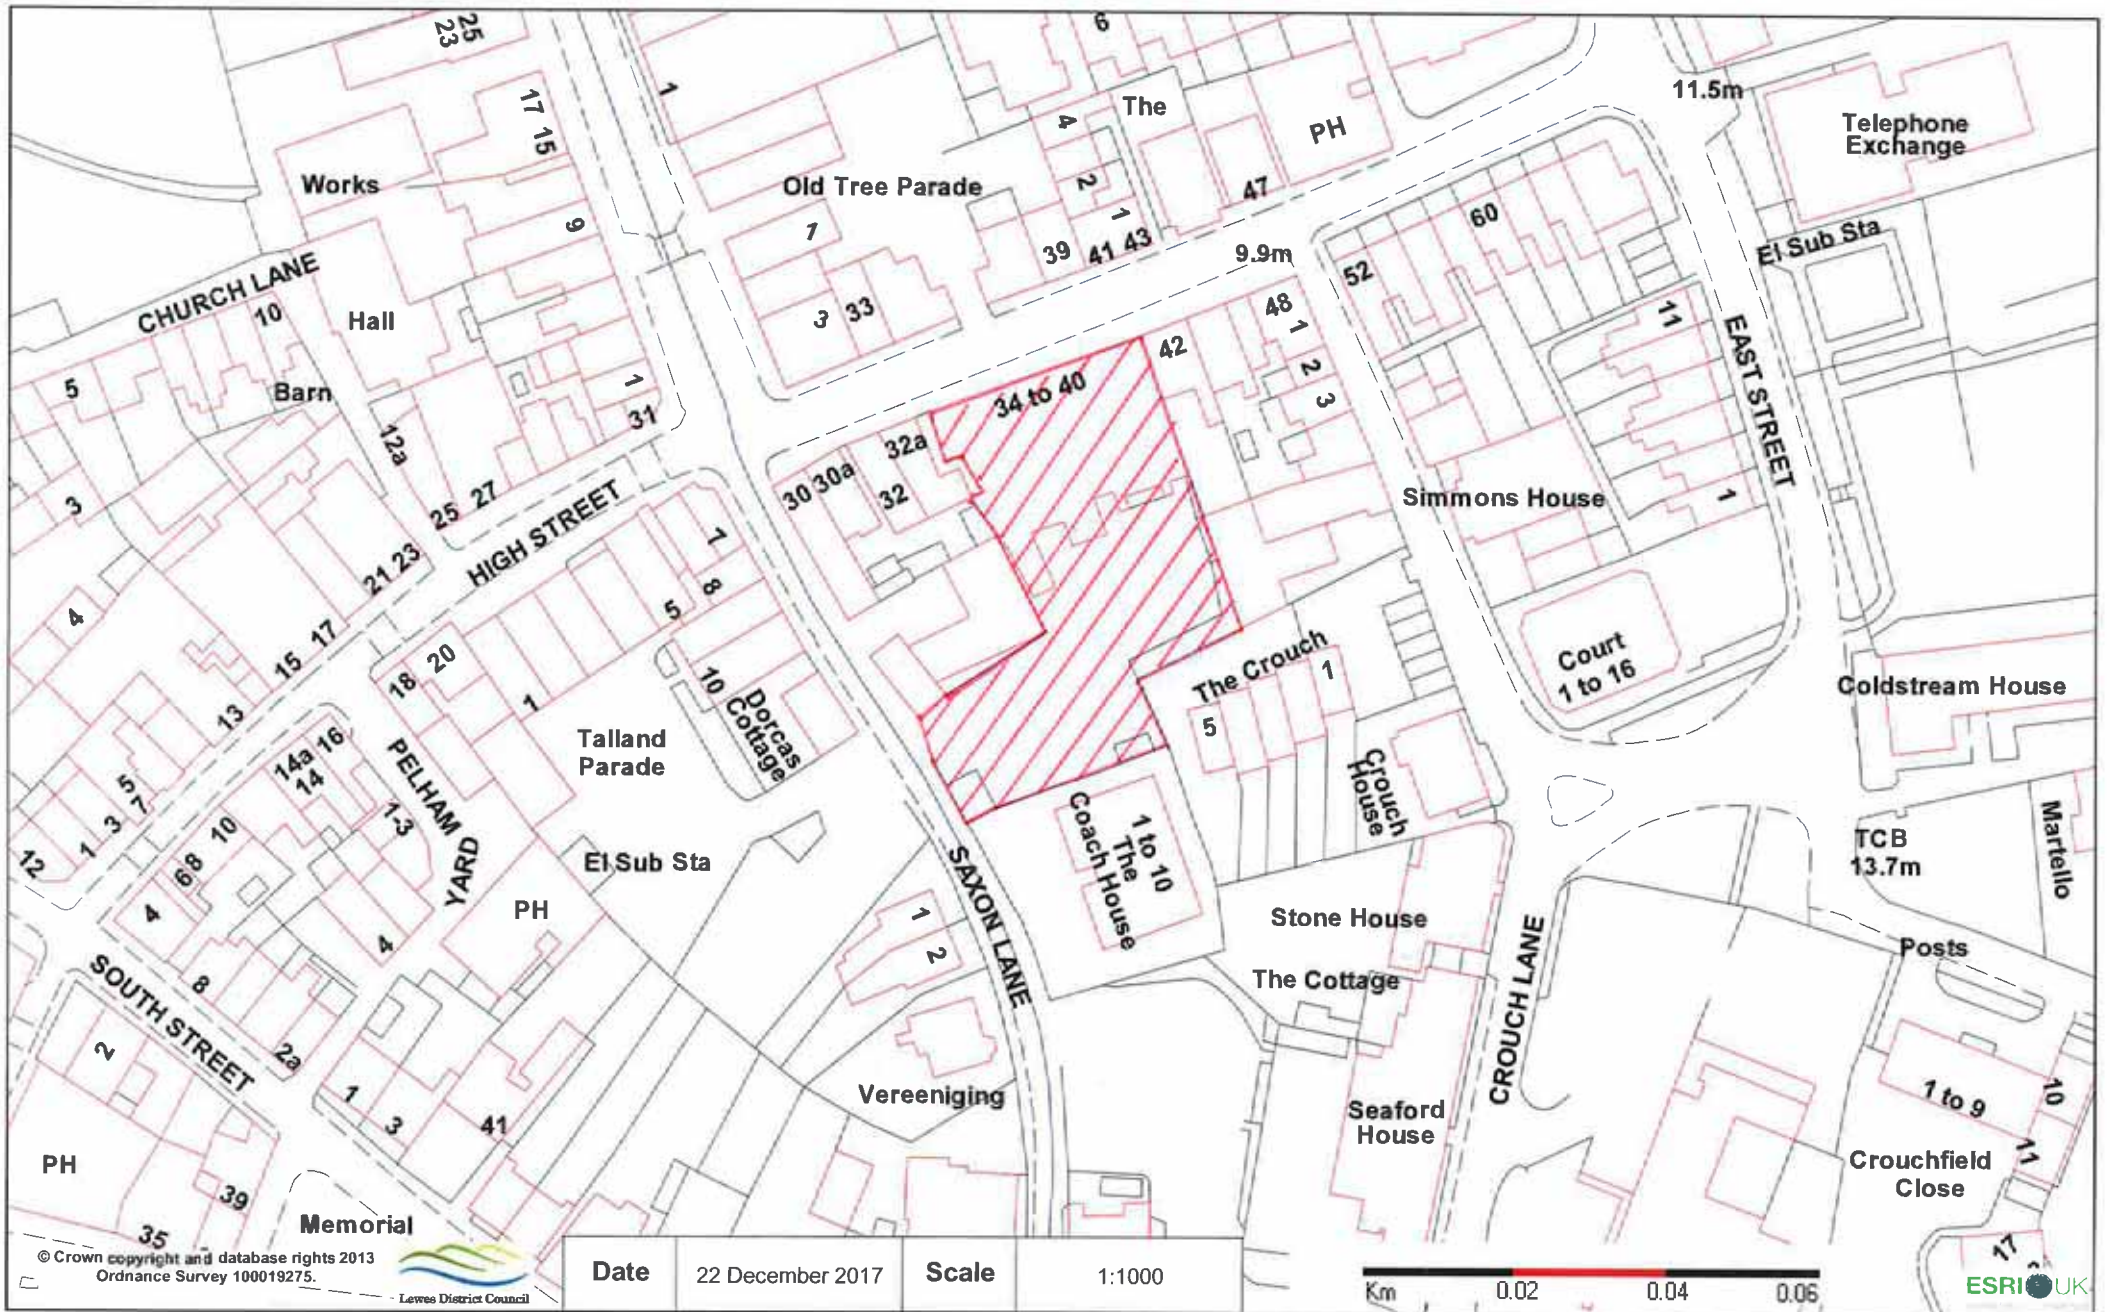 23
25
1
6
The
4
PH
11.5m
Telephone
Exchange
17
15
Works
Old Tree Parade
2
1
47
60
9
1
39
41
43
9.9m
52
El Sub Sta
CHURCH LANE
10
Hall
3
33
48
1
2
3
11
EAST STREET
5
Barn
1
31
42
34 to 40
12a
32a
30
30a
32
Simmons House
1
3
25
27
HIGH STREET
7
8
21
23
4
5
17
15
20
18
13
1
10
Dorcas
Cottage
Talland
Parade
The Crouch
1
5
Court
1 to 16
Coldstream House
14a
16
14
PELHAM
YARD
1-3
Crouch
House
5
7
3
1
12
10
8
6
4
4
PH
El Sub Sta
SAXON LANE
1 to 10
The
Coach House
TCB
13.7m
Martello
1
2
Stone House
The Cottage
CROUCH LANE
Posts
SOUTH STREET
8
2a
2
1
3
41
Vereeniging
Seaford
House
1 to 9
10
11
Crouchfield
Close
17
PH
39
35
Memorial
© Crown copyright and database rights 2013
Ordnance Survey 100019275.
Lewes District Council
Date
22 December 2017
Scale
1:1000
Km
0.02
0.04
0.06
ESRI UK